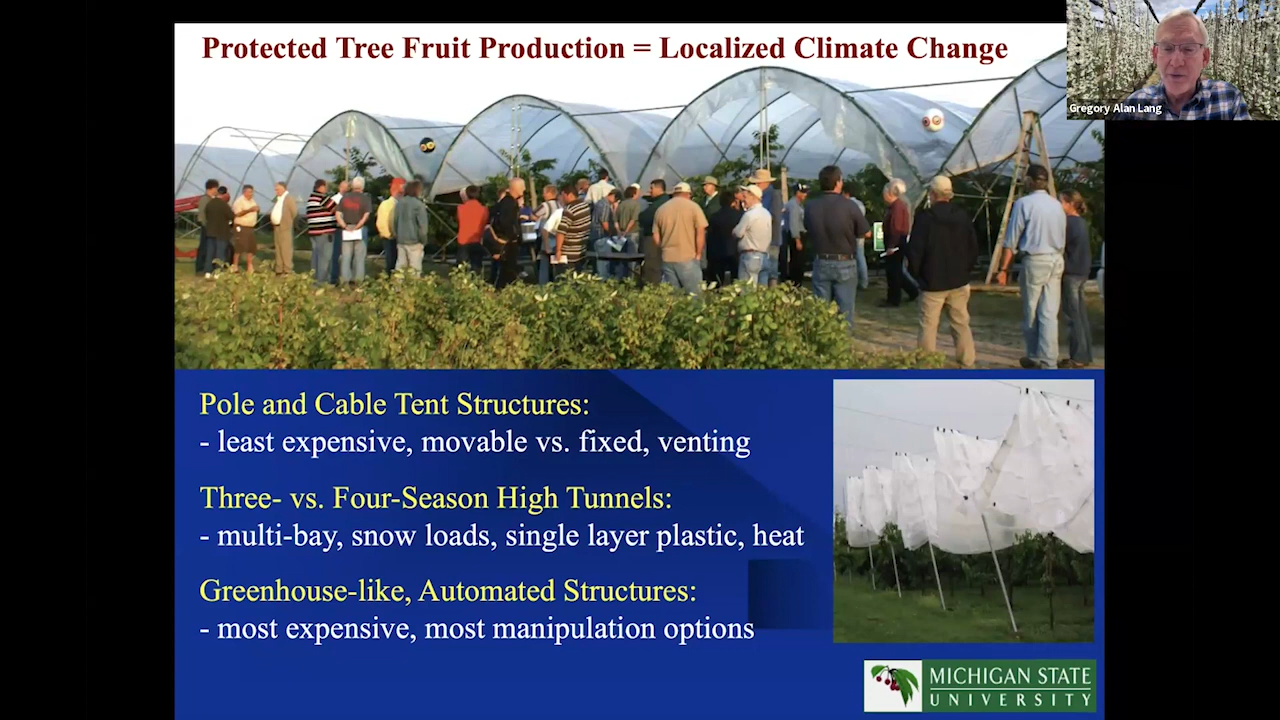 Protected Tree Fruit Production = Localized Climate Change
Gregory Alan Lang
Pole and Cable Tent Structures:
- least expensive, movable vs. fixed, venting
Three- vs. Four-Season High Tunnels:
- multi-bay, snow loads, single layer plastic, heat
Greenhouse-like, Automated Structures:
- most expensive, most manipulation options
MICHIGAN STATE
UNIVERSITY